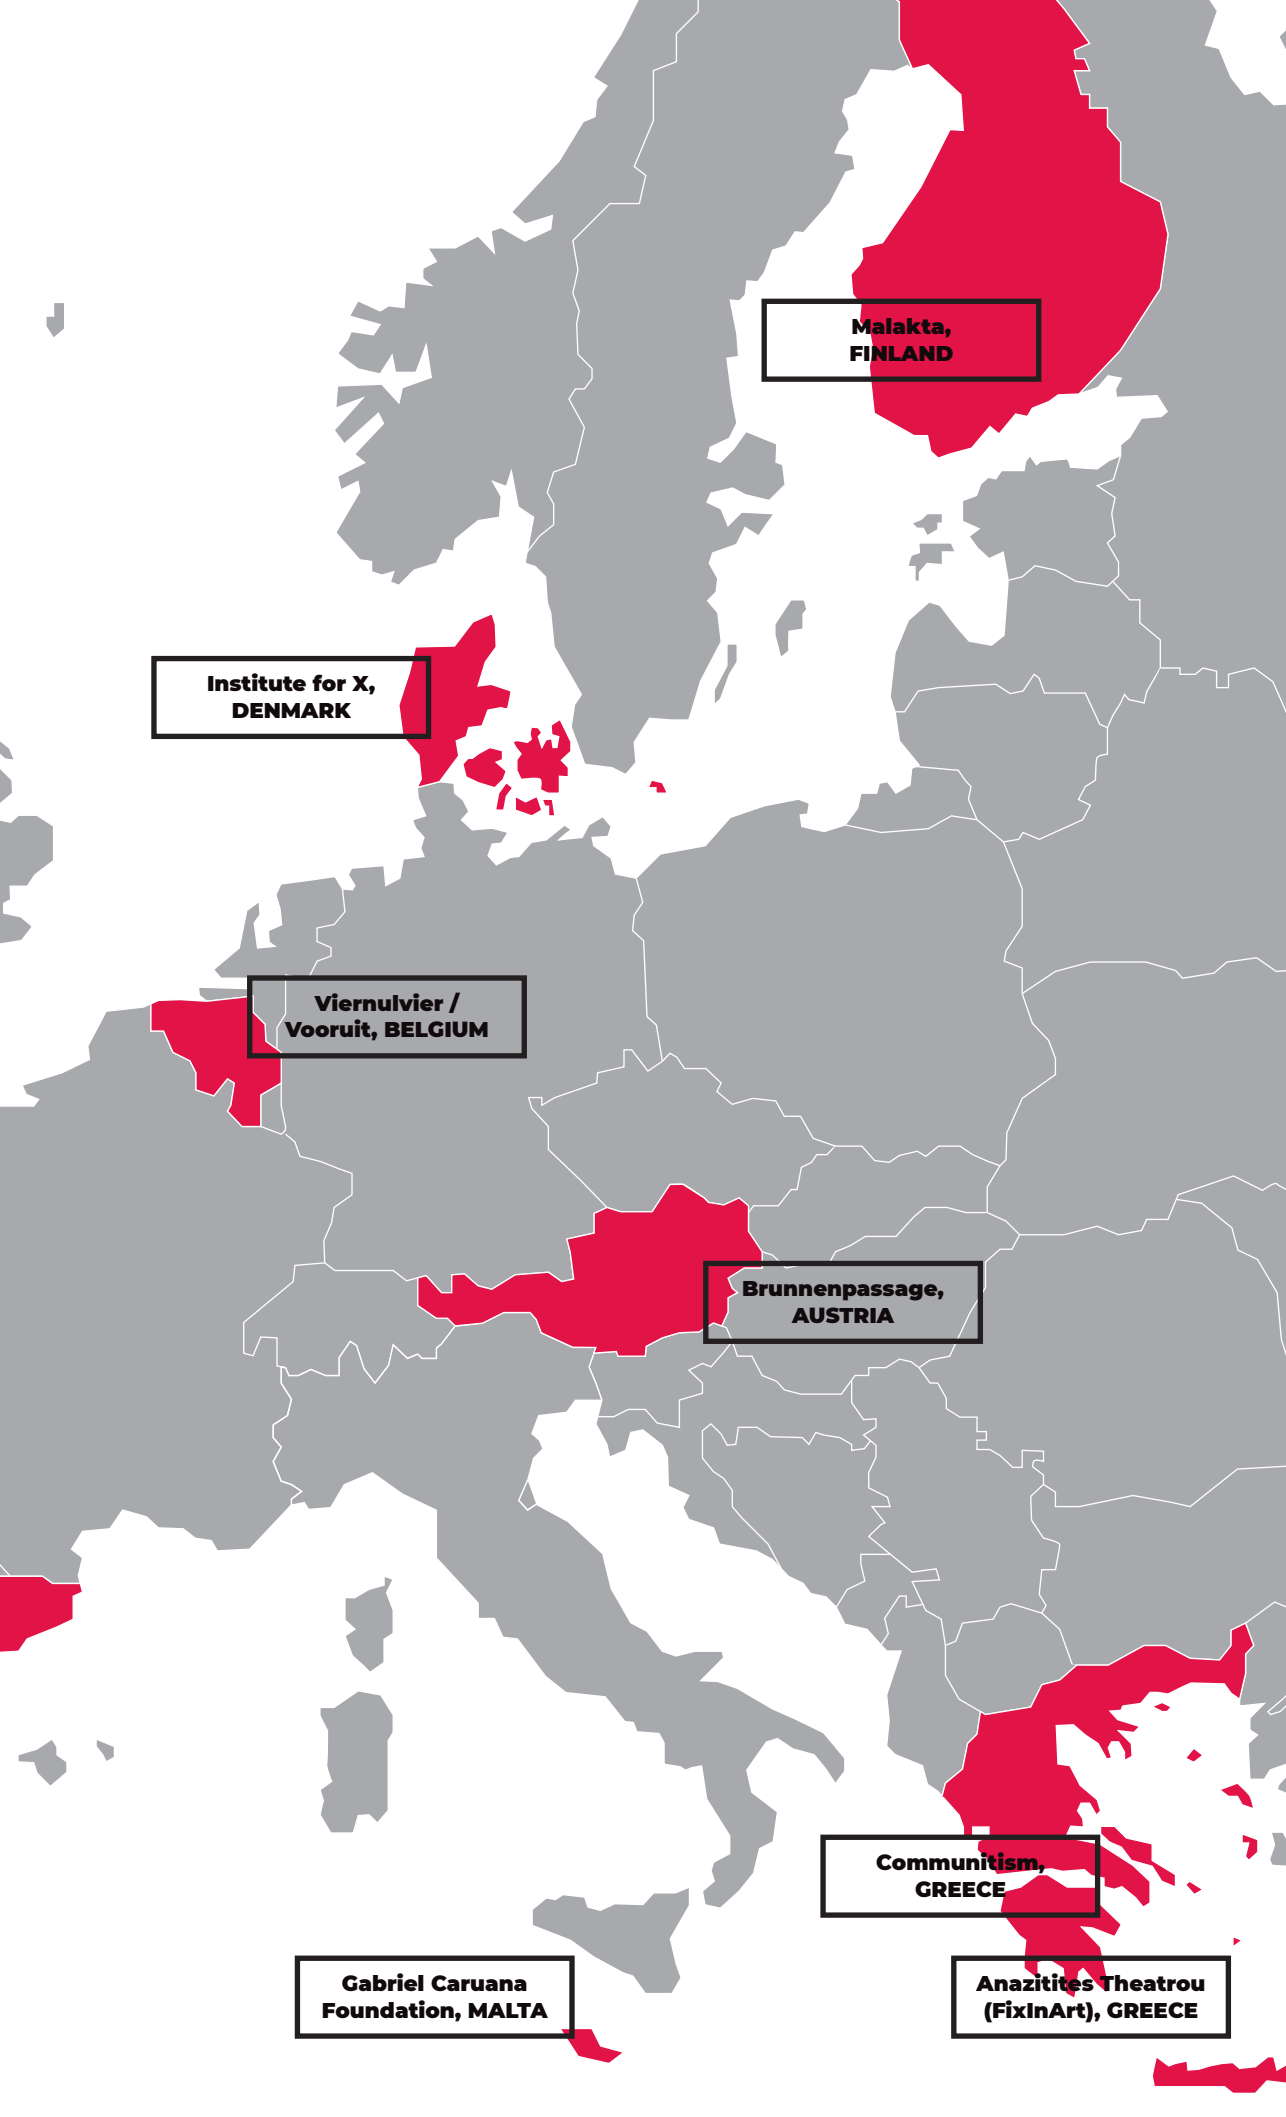 Malakta,
FINLAND
Institute for X,
DENMARK
Viernulvier /
Vooruit, BELGIUM
Brunnenpassage,
AUSTRIA
Communitism,
GREECE
Gabriel Caruana
Foundation, MALTA
Anazitites Theatrou
(FixInArt), GREECE